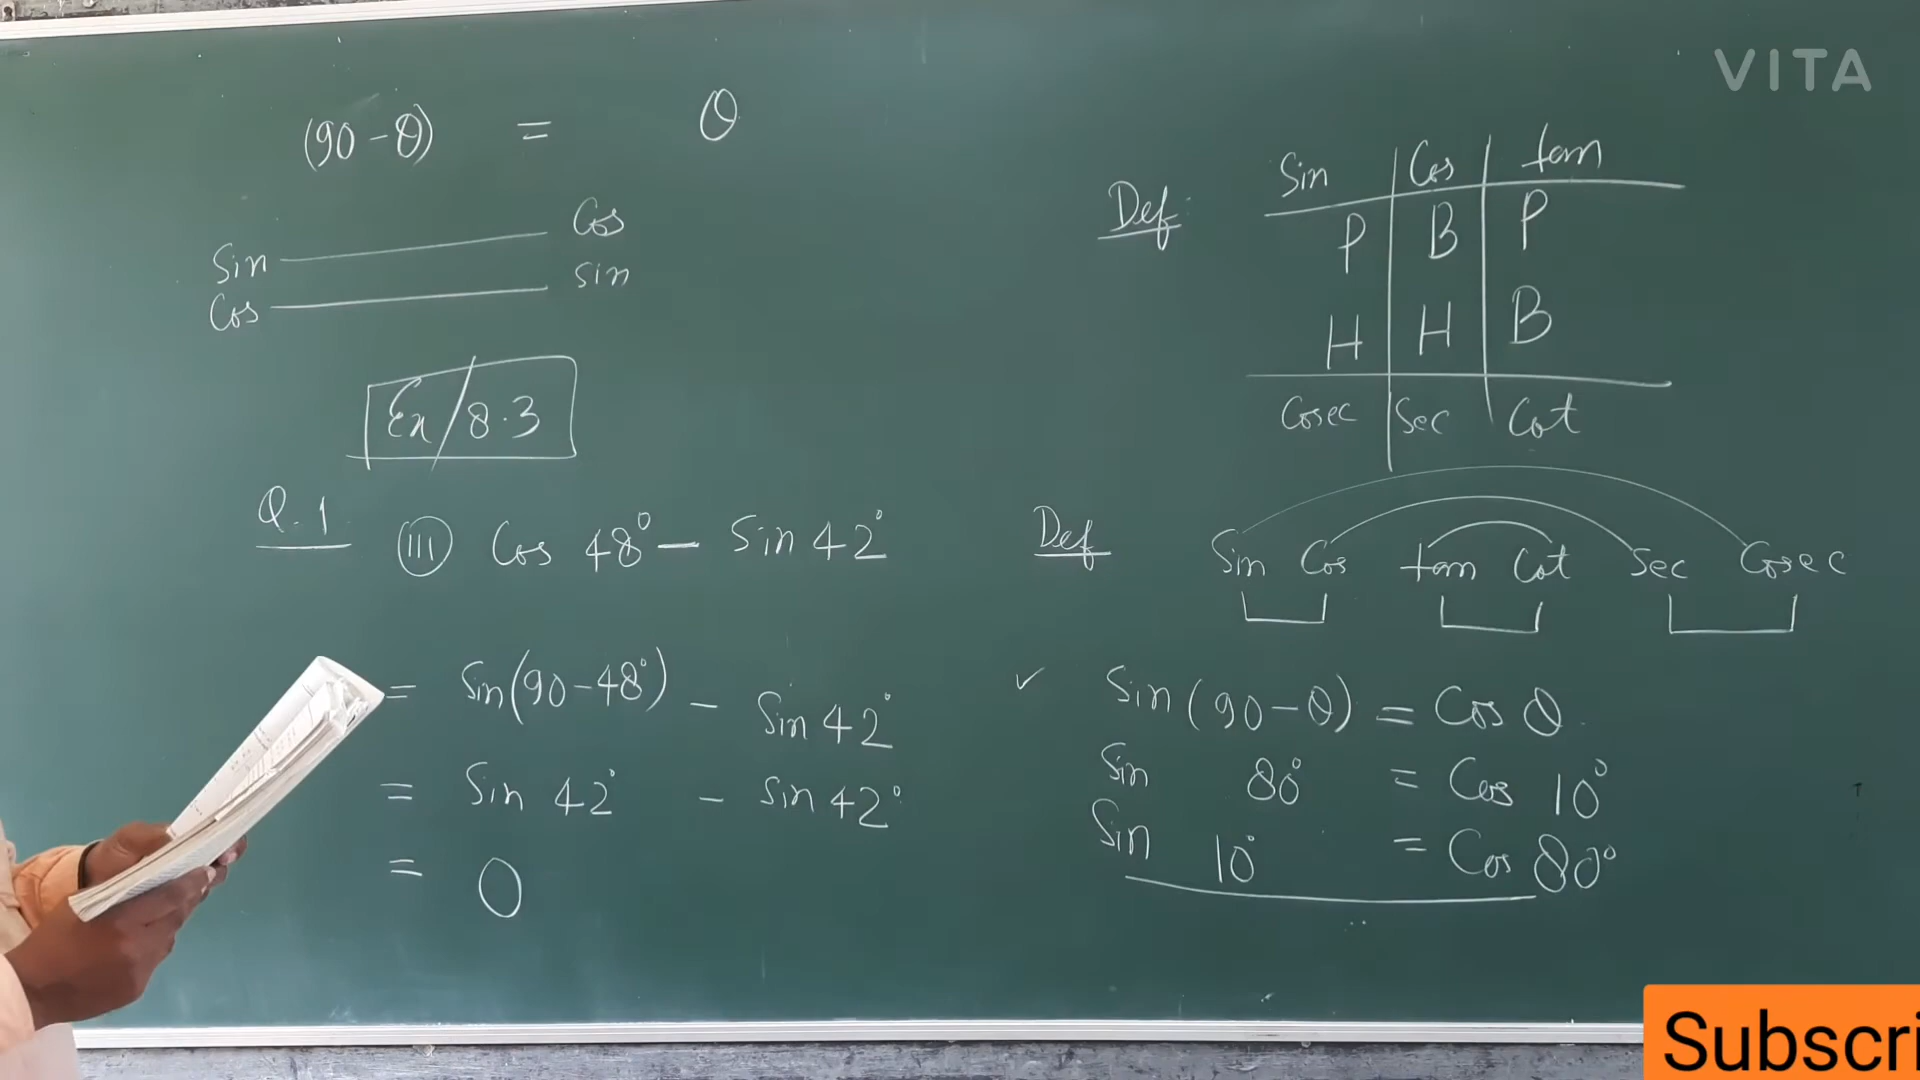 VITA
(90-θ) = θ
Sin Cos
Cos sin
Ex/8.3
Q.1 (III) Cos 48° - Sin 42°
= Sin(90-48°) - Sin 42°
= Sin 42° - Sin 42°
= 0
Def:
Sin Cos tan
P B P
H H B
Cosec Sec Cot
Def
Sin Cos tan Cot Sec Cosec
✓ Sin(90-θ) = Cos θ
Sin 80° = Cos 10°
Sin 10° = Cos 80°
Subscri